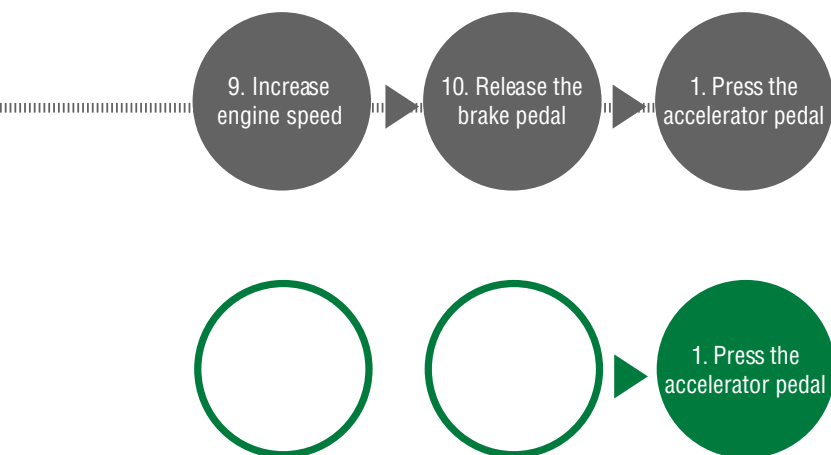 9. Increase
engine speed
10. Release the
brake pedal
1. Press the
accelerator pedal
1. Press the
accelerator pedal